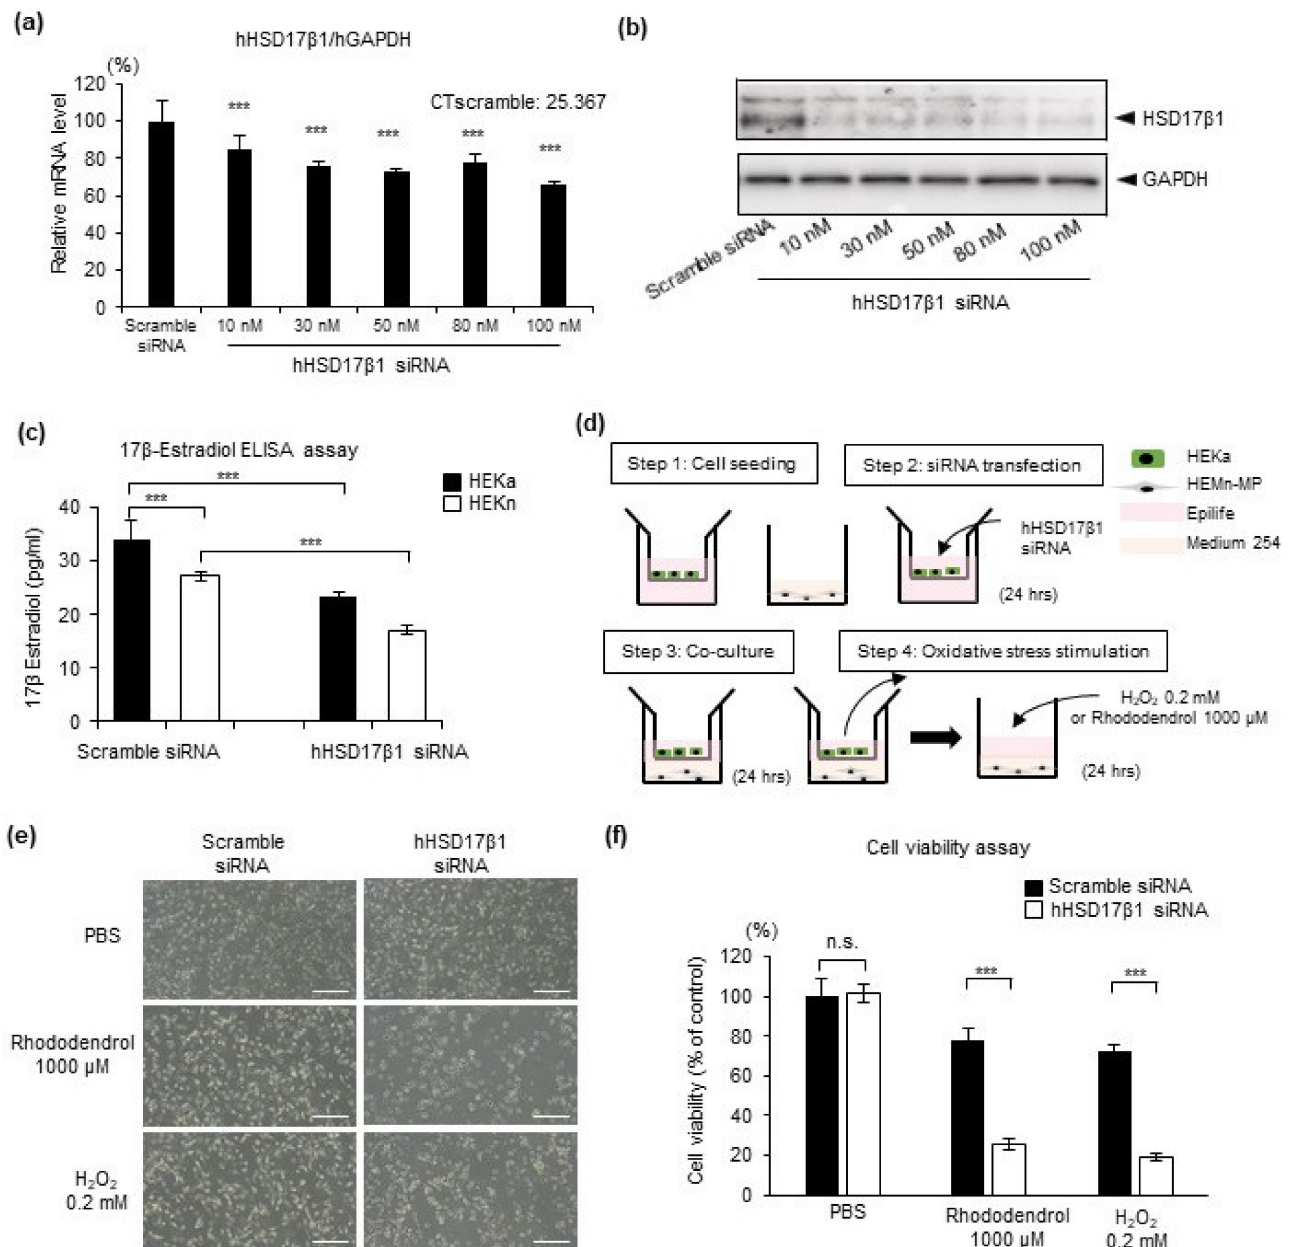 (a)
hHSD17β1/hGAPDH
(%)
CTscramble: 25.367
Relative mRNA level
120
100
80
60
40
20
0
***
***
***
***
***
Scramble
siRNA
10 nM
30 nM
50 nM
80 nM
100 nM
hHSD17β1 siRNA
(b)
HSD17β1
GAPDH
Scramble siRNA
10 nM
30 nM
50 nM
80 nM
100 nM
hHSD17β1 siRNA
(c)
17β-Estradiol ELISA assay
HEKa
HEKn
***
***
***
17β Estradiol (pg/ml)
40
30
20
10
0
Scramble siRNA
hHSD17β1 siRNA
(d)
Step 1: Cell seeding
Step 2: siRNA transfection
HEKa
HEMn-MP
Epilife
Medium 254
hHSD17β1
siRNA
(24 hrs)
Step 3: Co-culture
Step 4: Oxidative stress stimulation
H₂O₂ 0.2 mM
or Rhododendrol 1000 μM
(24 hrs)
(24 hrs)
(e)
Scramble
siRNA
hHSD17β1
siRNA
PBS
Rhododendrol
1000 μM
H₂O₂
0.2 mM
(f)
Cell viability assay
Scramble siRNA
hHSD17β1 siRNA
(%)
Cell viability (% of control)
120
100
80
60
40
20
0
n.s.
***
***
PBS
Rhododendrol
1000 μM
H₂O₂
0.2 mM